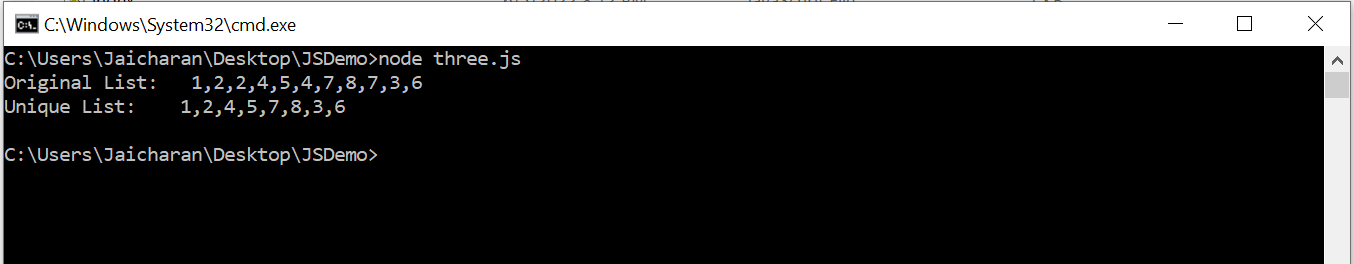 C:\Windows\System32\cmd.exe
C:\Users\Jaicharan\Desktop\JSDemo>node three.js
Original List:   1,2,2,4,5,4,7,8,7,3,6
Unique List:    1,2,4,5,7,8,3,6
C:\Users\Jaicharan\Desktop\JSDemo>